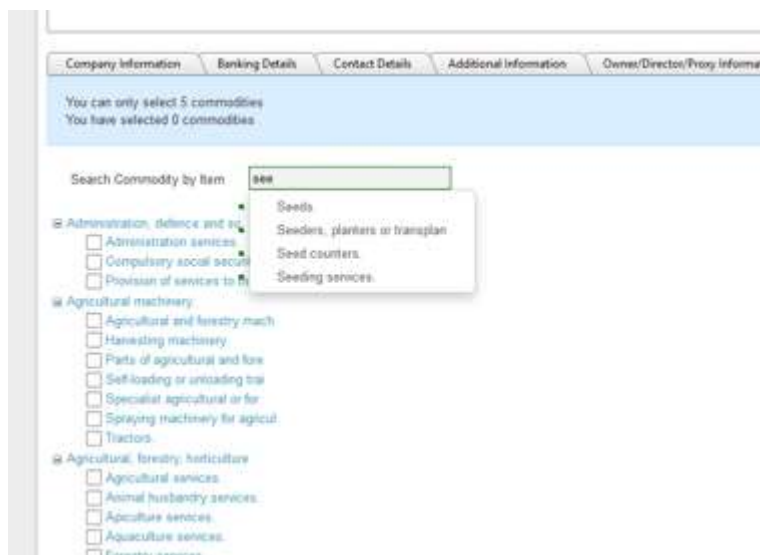 Company Information
Banking Details
Contact Details
Additional Information
Owner/Director/Proxy Informa
You can only select 5 commodities
You have selected 0 commodities
Search Commodity by Item
see
Seeds.
Seeders, planters or transplan
Seed counters.
Seeding services.
Administration, defence and so
Administration services.
Compulsory social securi
Provision of services to
Agricultural machinery.
Agricultural and forestry mach
Harvesting machinery
Parts of agricultural and fore
Self-loading or unloading trai
Specialist agricultural or for
Spraying machinery for agricul
Tractors.
Agricultural, forestry, horticulture
Agricultural services.
Animal husbandry services.
Apiculture services.
Aquaculture services.
Forestry services